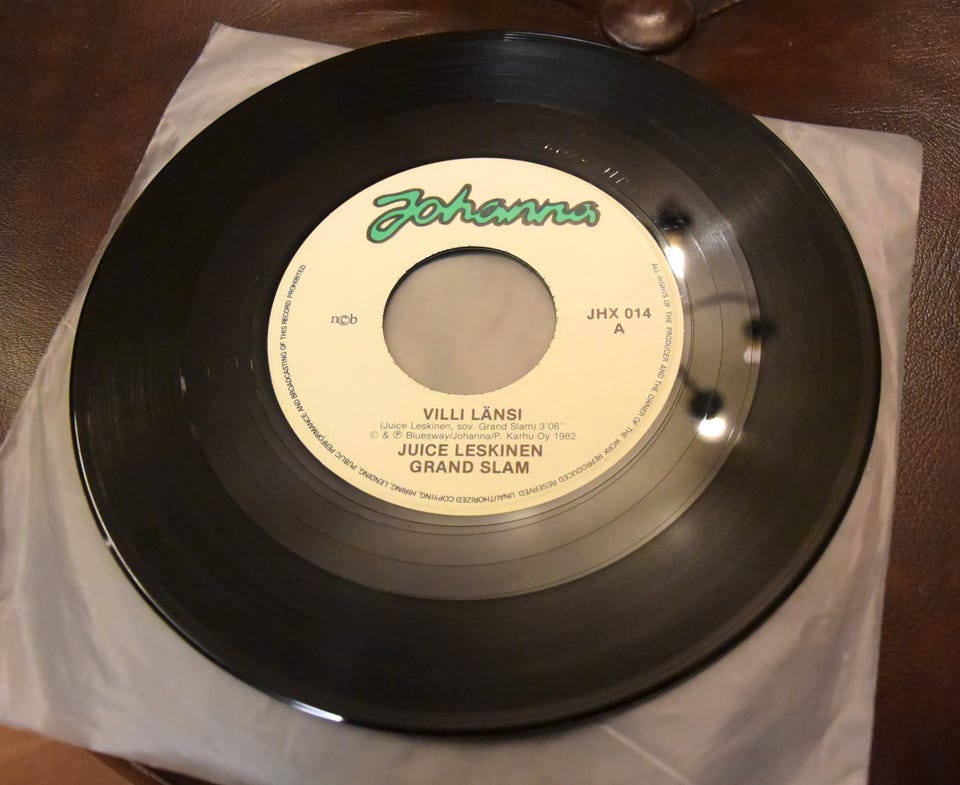 Johanna
n©b
JHX 014
A
VILLI LÄNSI
(Juice Leskinen, sov. Grand Slam) 3'06''
© & ℗ Bluesway/Johanna/P. Karhu Oy 1982
JUICE LESKINEN
GRAND SLAM
ALL RIGHTS OF THE PRODUCER AND THE OWNER OF THE WORK REPRODUCED RESERVED. UNAUTHORIZED COPYING, HIRING, LENDING, PUBLIC PERFORMANCE AND BROADCASTING OF THIS RECORD PROHIBITED.